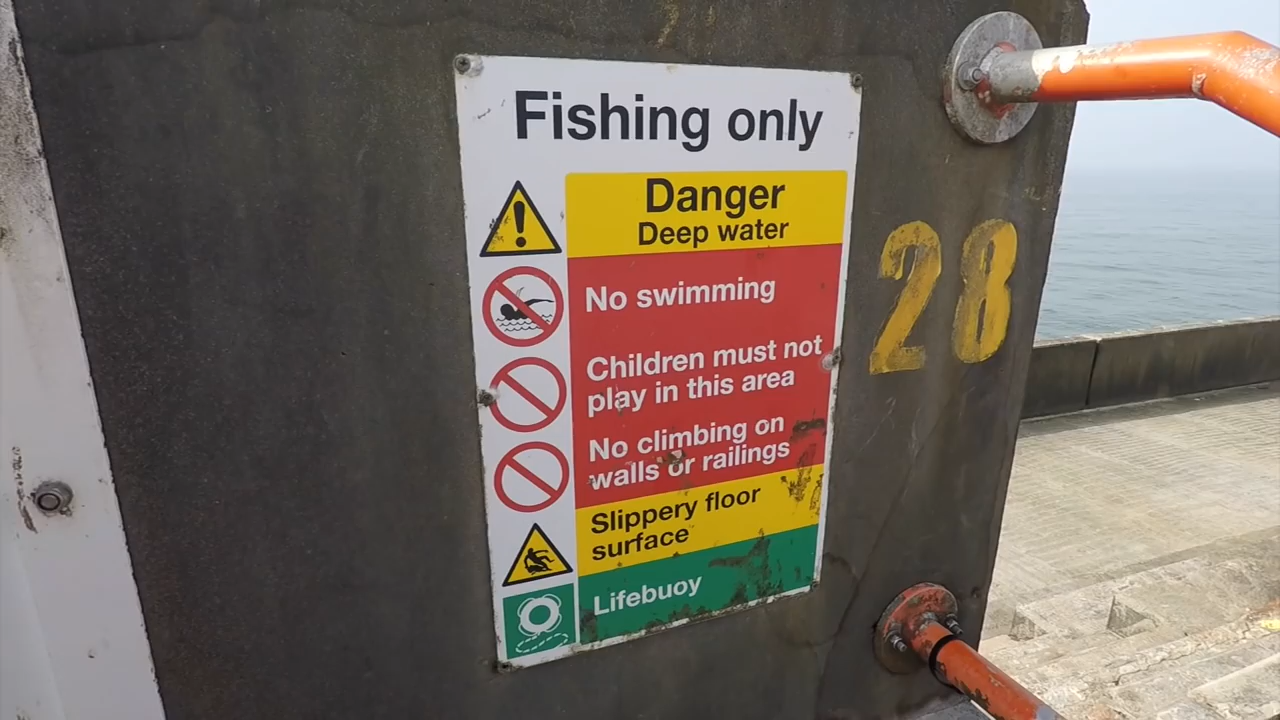 Fishing only
Danger
Deep water
No swimming
Children must not
play in this area
No climbing on
walls or railings
Slippery floor
surface
Lifebuoy
28